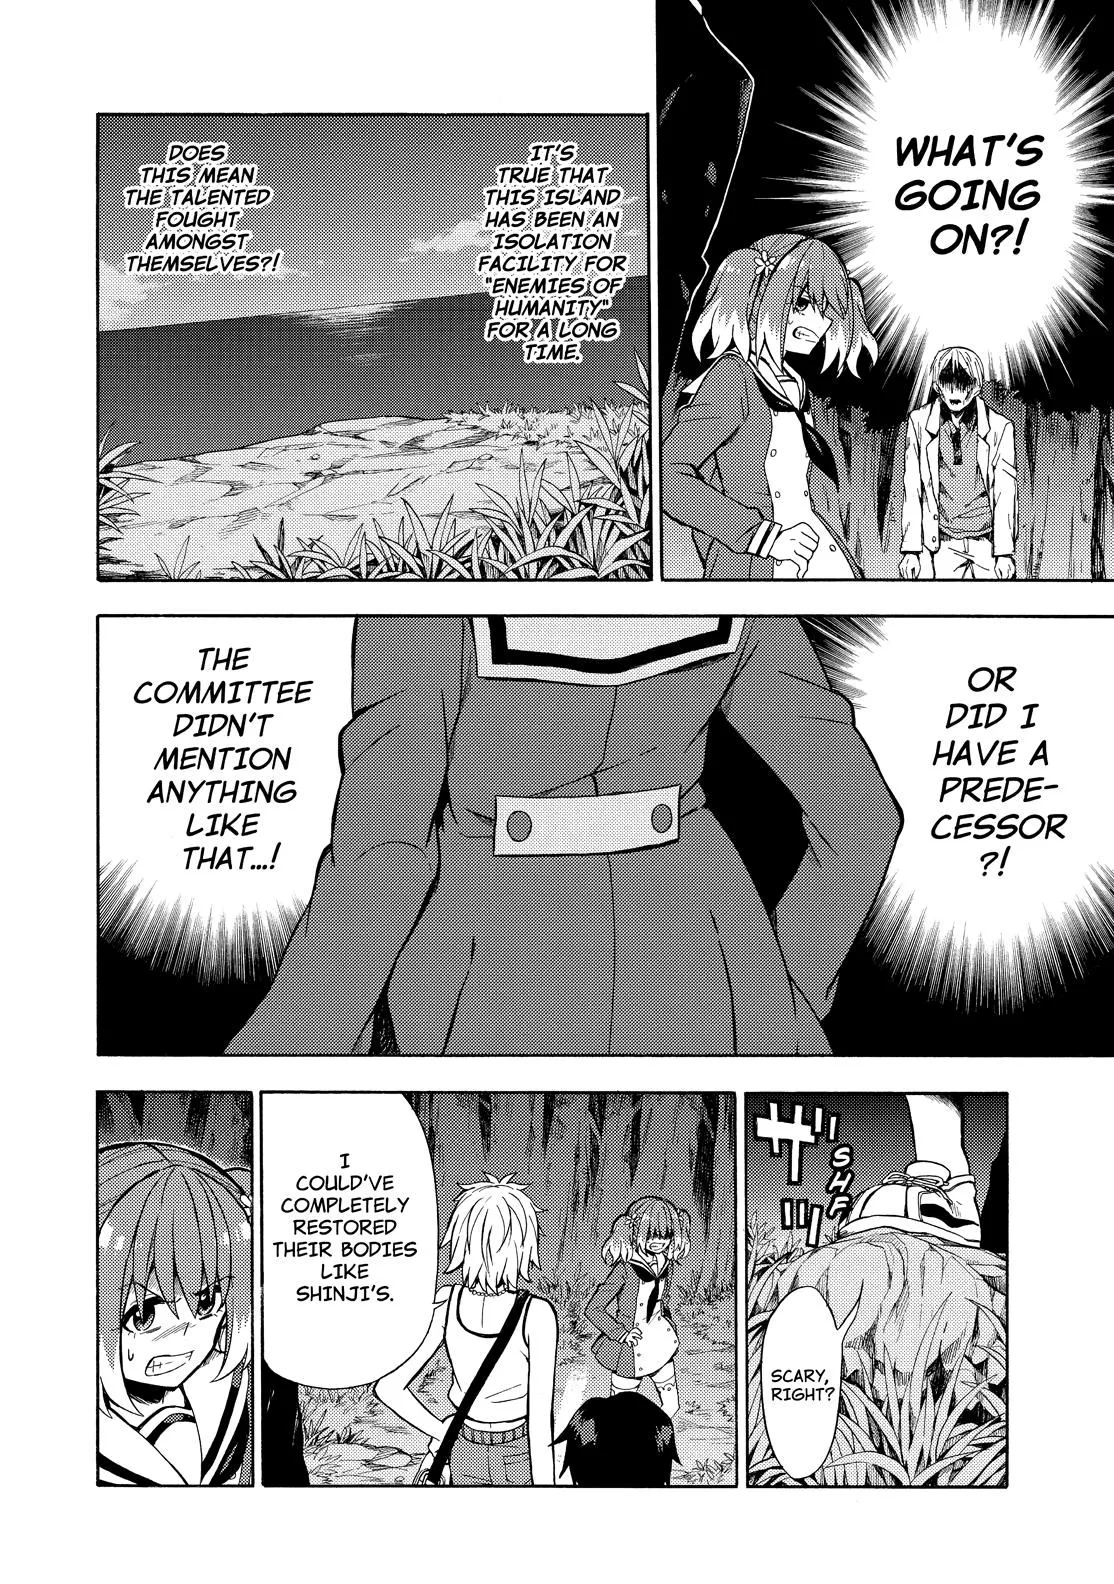 WHAT'S
GOING
ON?!
IT'S
TRUE THAT
THIS ISLAND
HAS BEEN AN
ISOLATION
FACILITY FOR
"ENEMIES OF
HUMANITY"
FOR A LONG
TIME.
DOES
THIS MEAN
THE TALENTED
FOUGHT
AMONGST
THEMSELVES?!
OR
DID I
HAVE A
PREDE-
CESSOR
?!
THE
COMMITTEE
DIDN'T
MENTION
ANYTHING
LIKE
THAT...!
ザッ
SHF
SCARY,
RIGHT?
I
COULD'VE
COMPLETELY
RESTORED
THEIR BODIES
LIKE
SHINJI'S.